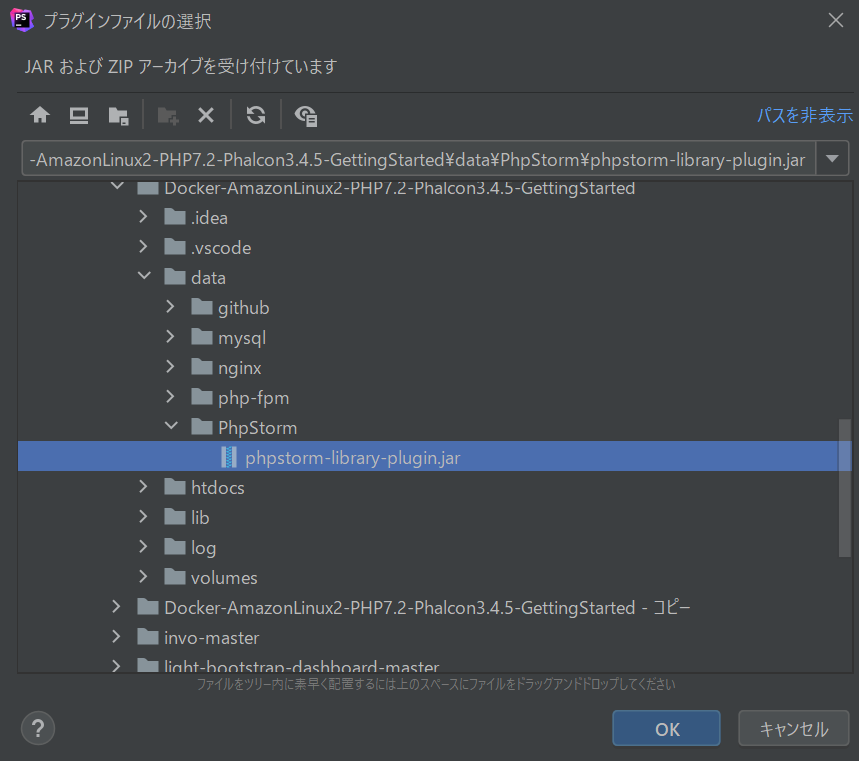 PS プラグインファイルの選択
JAR および ZIP アーカイブを受け付けています
パスを非表示
-AmazonLinux2-PHP7.2-Phalcon3.4.5-GettingStarted¥data¥PhpStorm¥phpstorm-library-plugin.jar
Docker-AmazonLinux2-PHP7.2-Phalcon3.4.5-GettingStarted
.idea
.vscode
data
github
mysql
nginx
php-fpm
PhpStorm
phpstorm-library-plugin.jar
htdocs
lib
log
volumes
Docker-AmazonLinux2-PHP7.2-Phalcon3.4.5-GettingStarted - コピー
invo-master
light-bootstrap-dashboard-master
ファイルをツリー内に素早く配置するには上のスペースにファイルをドラッグアンドドロップしてください
? OK キャンセル